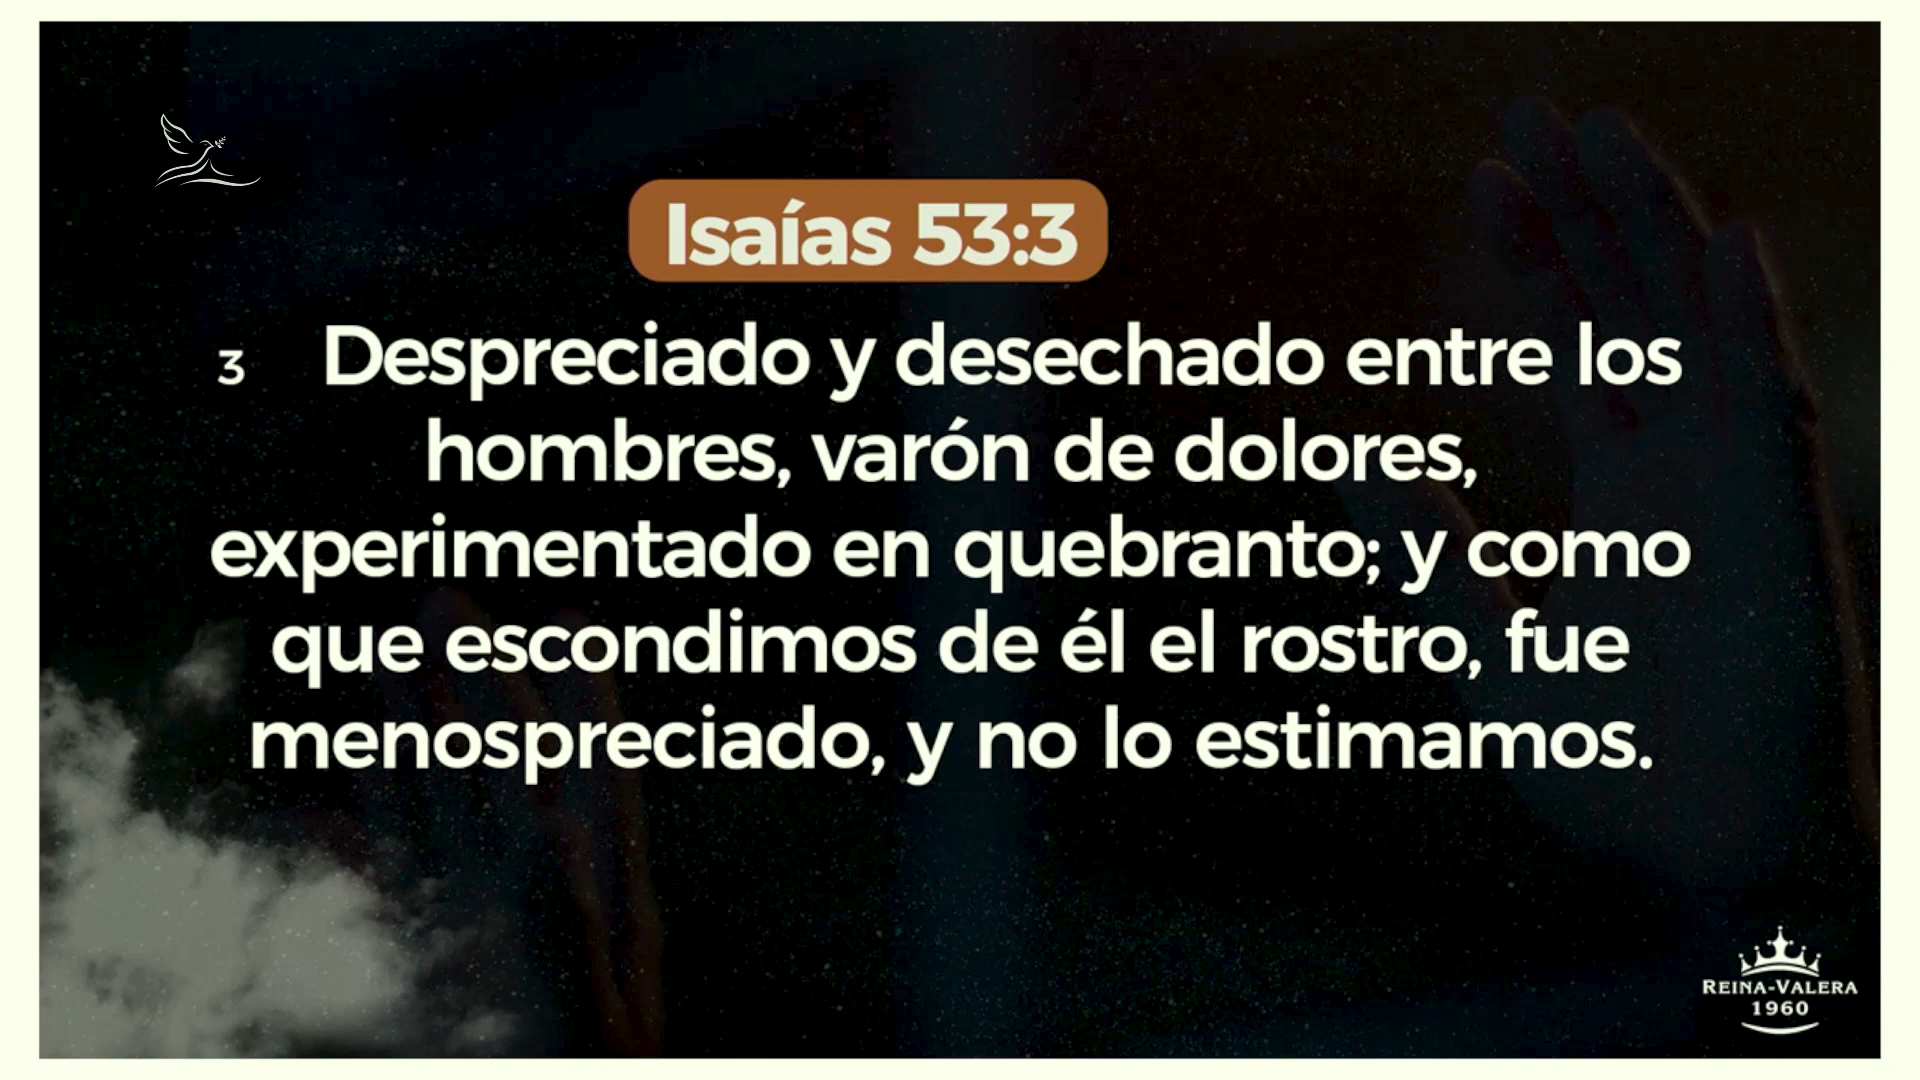 Isaías 53:3
3 Despreciado y desechado entre los
hombres, varón de dolores,
experimentado en quebranto; y como
que escondimos de él el rostro, fue
menospreciado, y no lo estimamos.
REINA-VALERA
1960